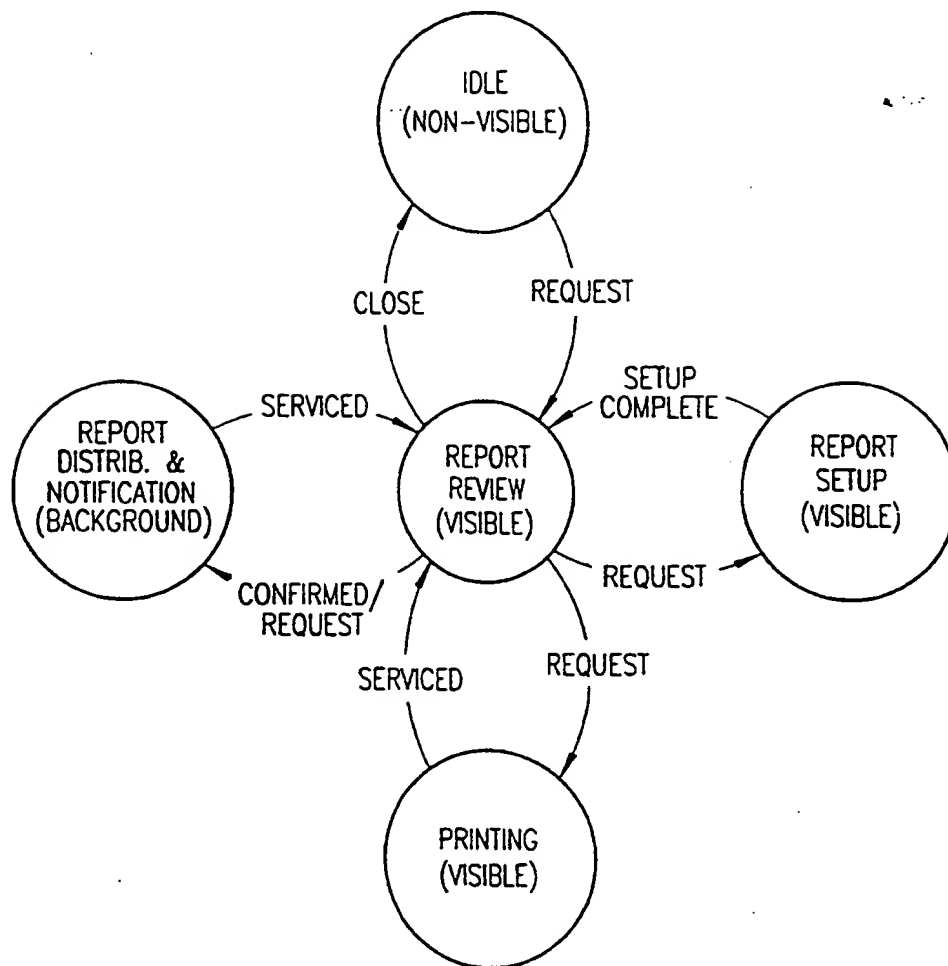 IDLE
(NON-VISIBLE)
CLOSE
REQUEST
SERVICED
SETUP
COMPLETE
REPORT
DISTRIB. &
NOTIFICATION
(BACKGROUND)
REPORT
REVIEW
(VISIBLE)
REPORT
SETUP
(VISIBLE)
CONFIRMED/
REQUEST
REQUEST
SERVICED
REQUEST
PRINTING
(VISIBLE)